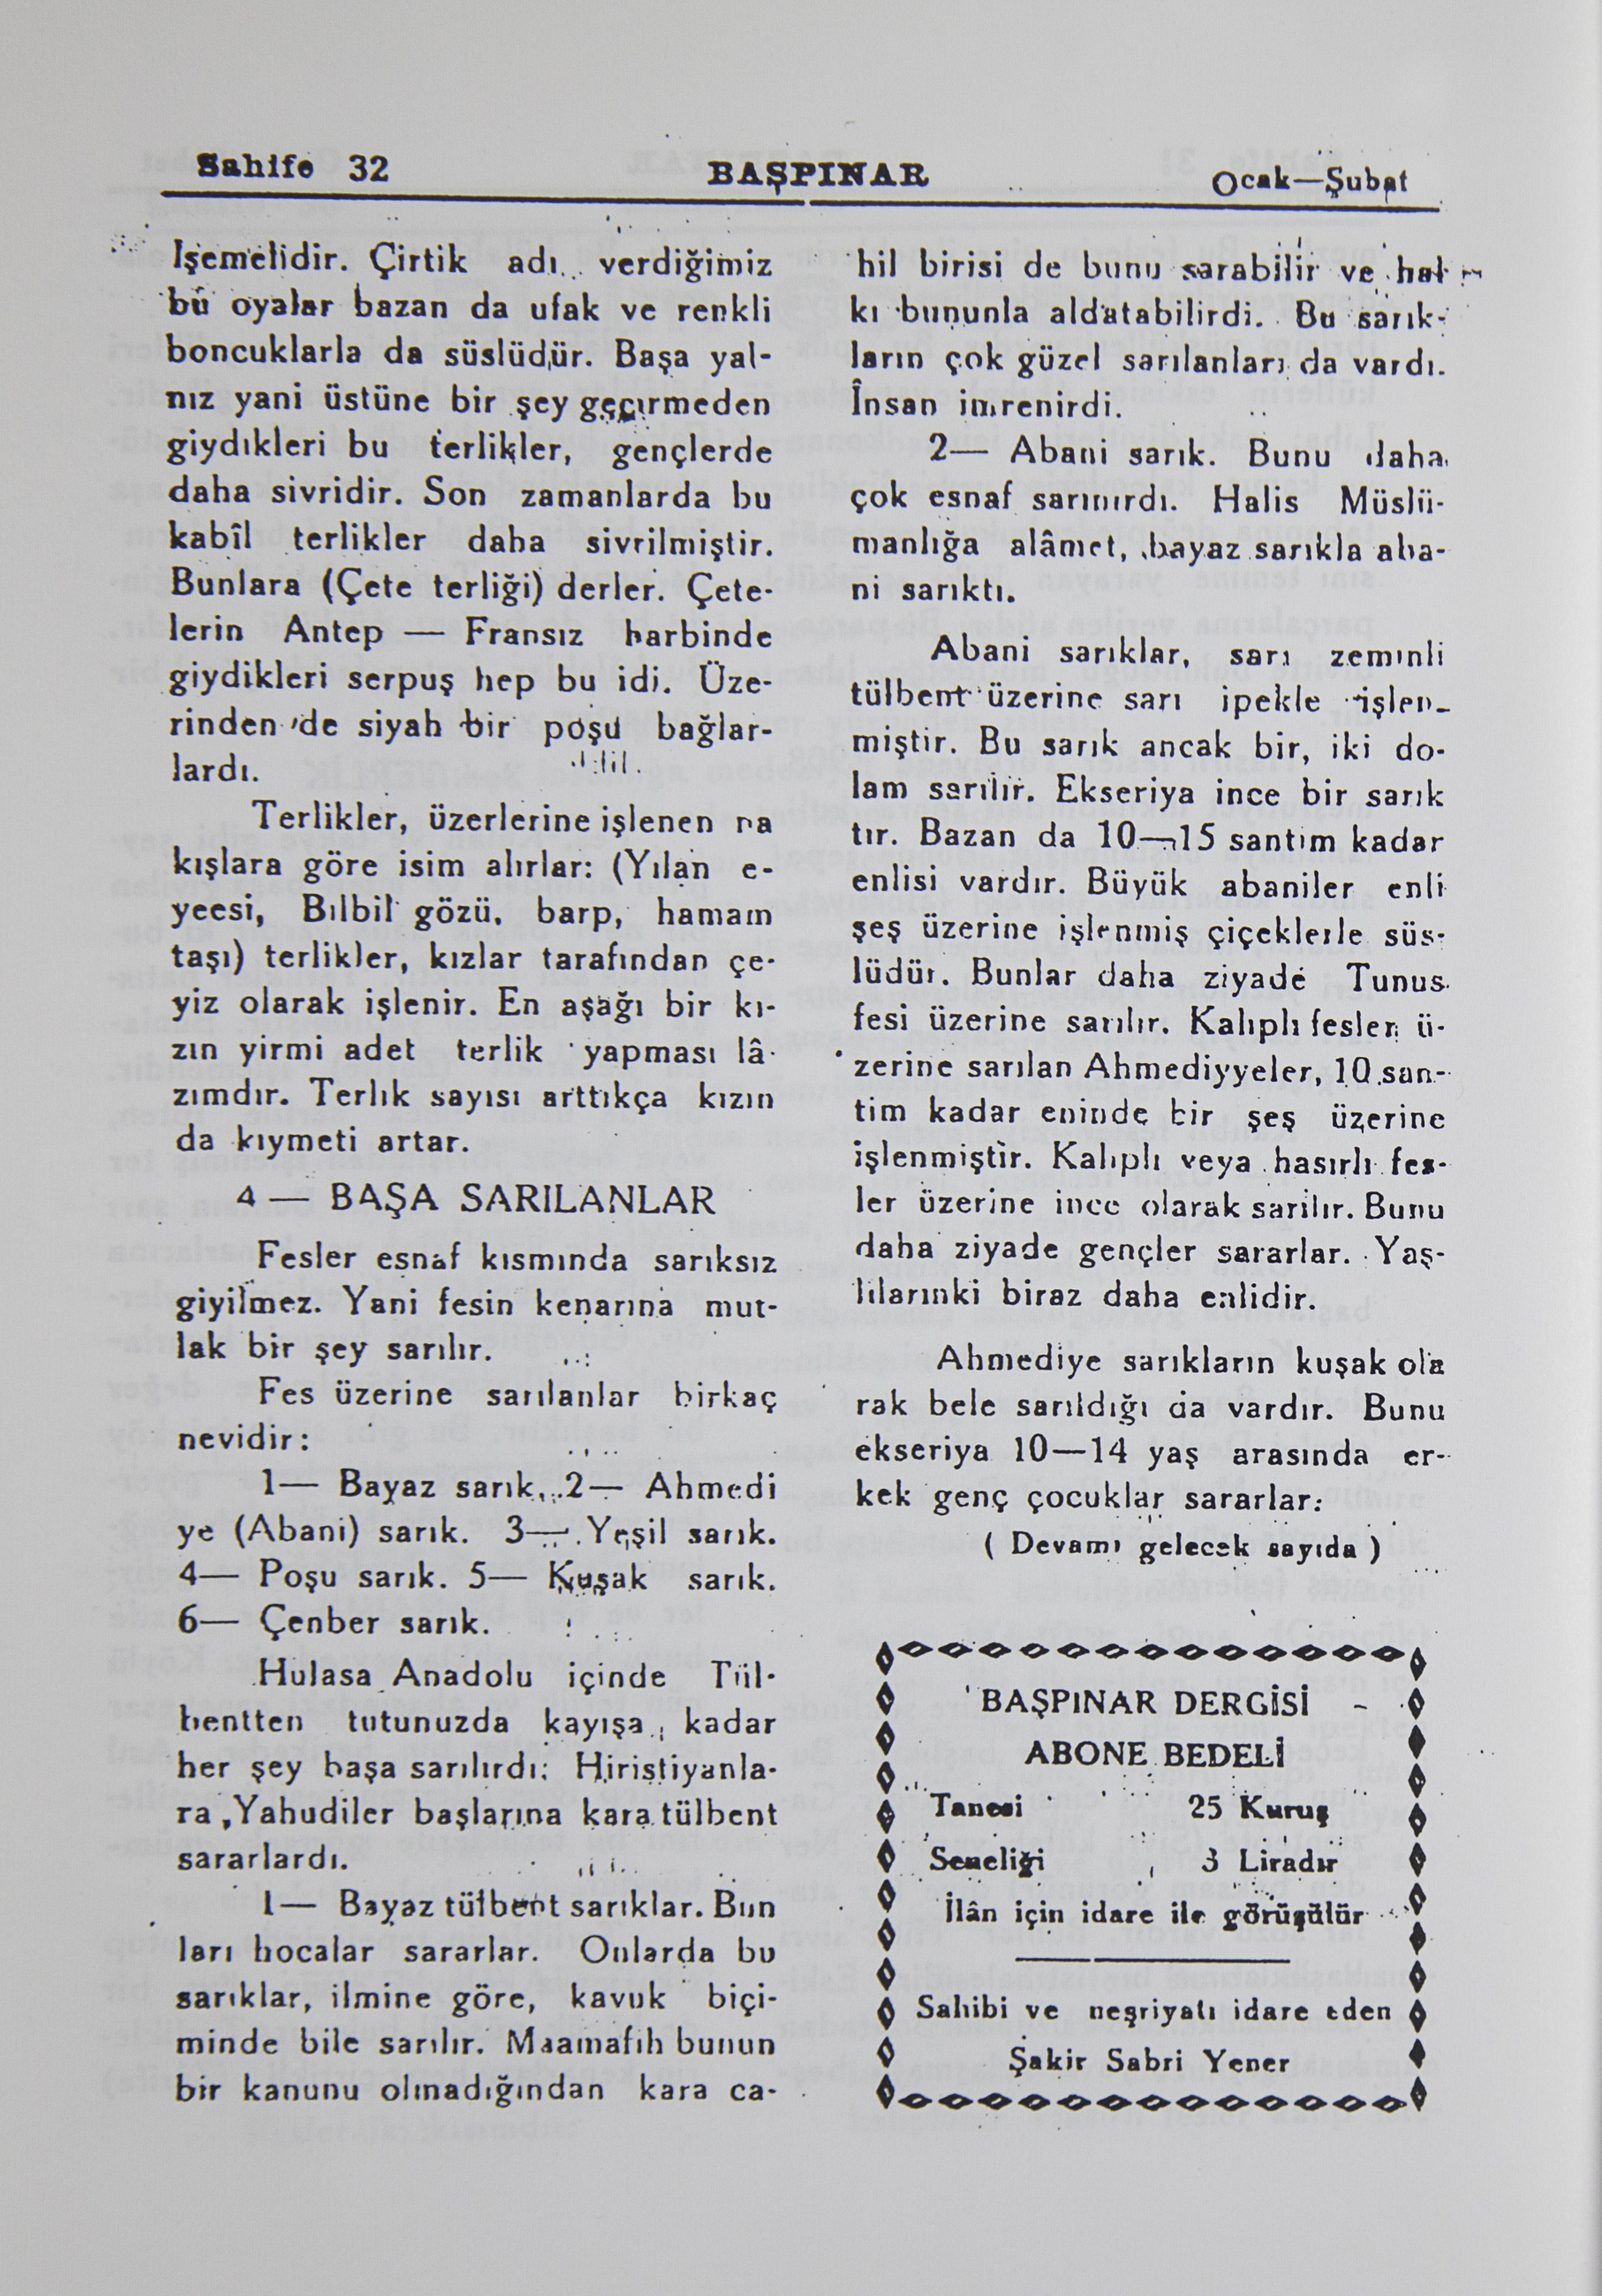 Sahife 32
BAŞPINAR
Ocak—Şubat
Işemelidir. Çirtik adı verdiğimiz
bu oyalar bazan da ufak ve renkli
boncuklarla da süslüdür. Başa yal-
nız yani üstüne bir şey geçirmeden
giydikleri bu terlikler, gençlerde
daha sivridir. Son zamanlarda bu
kabîl terlikler daha sivrilmiştir.
Bunlara (Çete terliği) derler. Çete-
lerin Antep — Fransız harbinde
giydikleri serpuş hep bu idi. Üze-
rinden de siyah bir poşu bağlar-
lardı.
Terlikler, üzerlerine işlenen na
kışlara göre isim alırlar: (Yılan e-
yeesi, Bılbil gözü, barp, hamam
taşı) terlikler, kızlar tarafından çe-
yiz olarak işlenir. En aşağı bir kı-
zın yirmi adet terlik yapması lâ-
zımdır. Terlık sayısı arttıkça kızın
da kıymeti artar.
4 — BAŞA SARILANLAR
Fesler esnaf kısmında sarıksız
giyilmez. Yani fesin kenarına mut-
lak bir şey sarılır.
Fes üzerine sarılanlar birkaç
nevidir:
1— Bayaz sarık, 2— Ahmedi
ye (Abani) sarık. 3— Yeşil sarık.
4— Poşu sarık. 5— Kuşak sarık.
6— Çenber sarık.
Hulasa Anadolu içinde Tül-
bentten tutunuzda kayışa kadar
her şey başa sarılırdı; Hiristiyanla-
ra, Yahudiler başlarına kara tülbent
sararlardı.
1— Bayaz tülbent sarıklar. Bun
ları hocalar sararlar. Onlarda bu
sarıklar, ilmine göre, kavuk biçi-
minde bile sarılır. Maamafıh bunun
bir kanunu olmadığından kara ca-
hil birisi de bunu sarabilir ve hal-
kı bununla aldatabilirdi. Bu sarık-
ların çok güzel sarılanları da vardı.
İnsan imrenirdi.
2— Abani sarık. Bunu daha
çok esnaf sarınırdı. Halis Müslü-
manlığa alâmet, bayaz sarıkla aba-
ni sarıktı.
Abani sarıklar, sarı zeminli
tülbent üzerine sarı ipekle işlen-
miştir. Bu sarık ancak bir, iki do-
lam sarılır. Ekseriya ince bir sarık
tır. Bazan da 10—15 santim kadar
enlisi vardır. Büyük abaniler enli
şeş üzerine işlenmiş çiçeklerle süs-
lüdür. Bunlar daha ziyade Tunus
fesi üzerine sarılır. Kalıplı fesler ü-
zerine sarılan Ahmediyyeler, 10 san-
tim kadar eninde bir şeş üzerine
işlenmiştir. Kalıplı veya hasırlı fes-
ler üzerine ince olarak sarılır. Bunu
daha ziyade gençler sararlar. Yaş-
lılarınki biraz daha enlidir.
Ahmediye sarıkların kuşak ola
rak bele sarıldığı da vardır. Bunu
ekseriya 10—14 yaş arasında er-
kek genç çocuklar sararlar.
( Devamı gelecek sayıda )
BAŞPINAR DERGİSİ
ABONE BEDELİ
Tanesi 25 Kuruş
Seneliği 3 Liradır
İlân için idare ile görüşülür
Sahibi ve neşriyatı idare eden
Şakir Sabri Yener